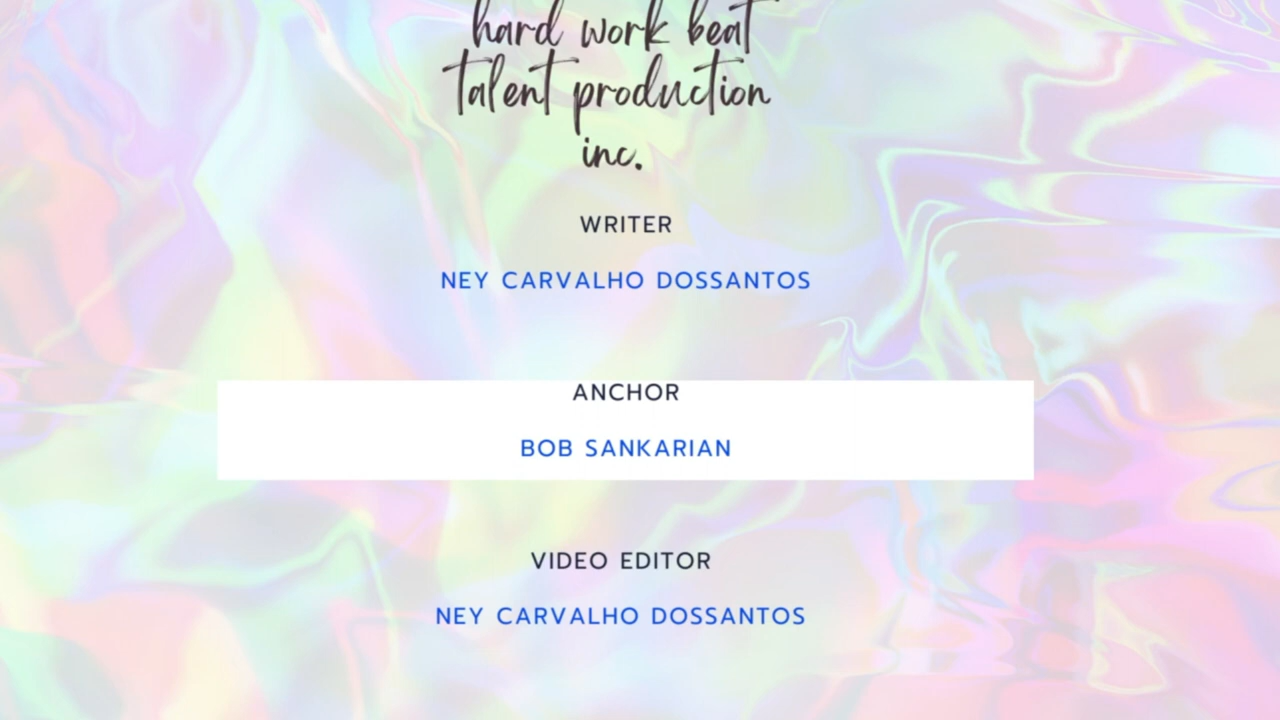 hard work beat
talent production
inc.
WRITER
NEY CARVALHO DOSSANTOS
ANCHOR
BOB SANKARIAN
VIDEO EDITOR
NEY CARVALHO DOSSANTOS